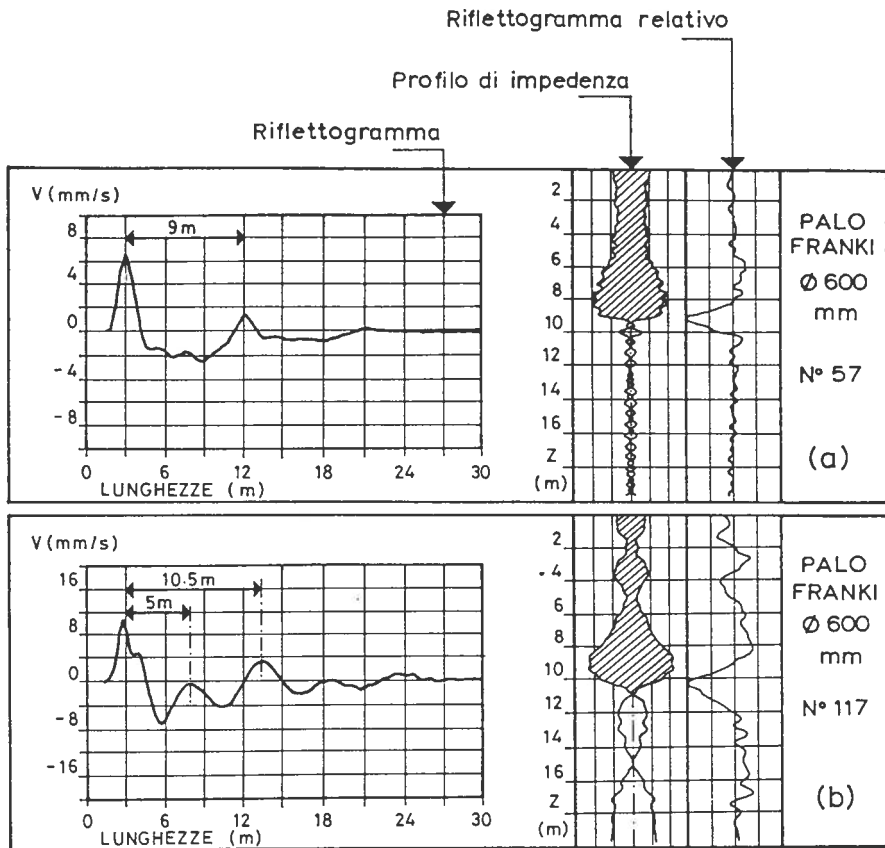 Riflettogramma relativo
Profilo di impedenza
Riflettogramma
V (mm/s)
8
4
0
-4
-8
9m
0 6 12 18 24 30
LUNGHEZZE (m)
2
4
6
8
10
12
14
16
Z
(m)
PALO
FRANKI
Ø 600
mm
N° 57
(a)
V(mm/s)
16
8
0
-8
-16
10.5m
5m
0 6 12 18 24 30
LUNGHEZZE (m)
2
.4
6
8
10
12
14
16
Z
(m)
PALO
FRANKI
Ø 600
mm
N° 117
(b)